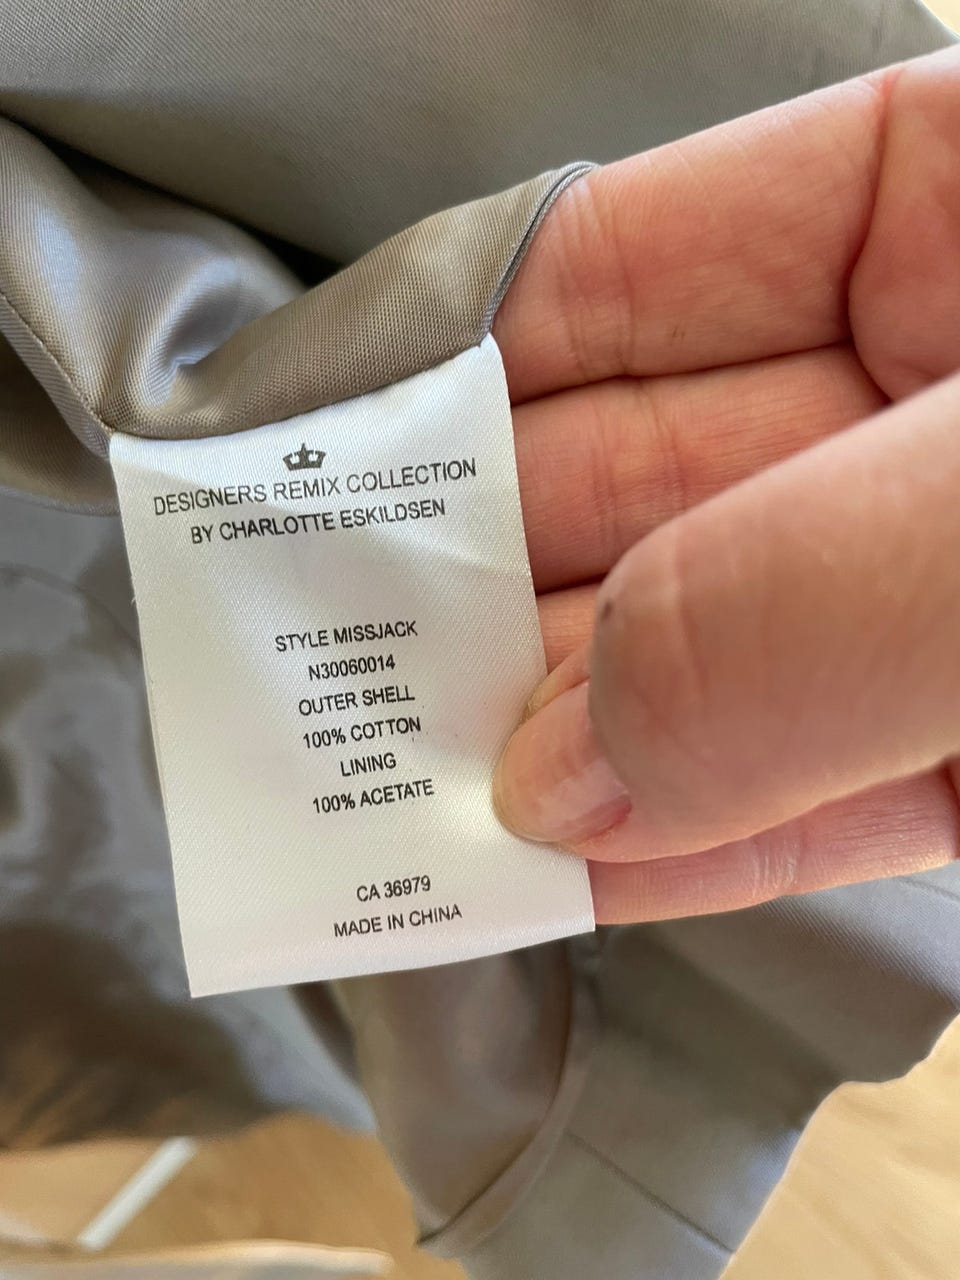 DESIGNERS REMIX COLLECTION
BY CHARLOTTE ESKILDSEN
STYLE MISSJACK
N30060014
OUTER SHELL
100% COTTON
LINING
100% ACETATE
CA 36979
MADE IN CHINA